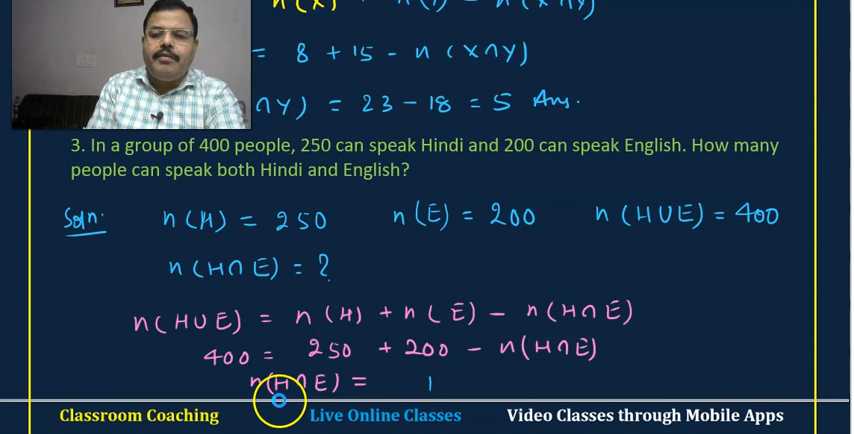 n(X) + n(Y) - n(X∩Y)
= 8 + 15 - n(X∩Y)
∩Y) = 23 - 18 = 5 Ans.
3. In a group of 400 people, 250 can speak Hindi and 200 can speak English. How many
people can speak both Hindi and English?
Soln. n(H) = 250 n(E) = 200 n(H∪E) = 400
n(H∩E) = ?
n(H∪E) = n(H) + n(E) - n(H∩E)
400 = 250 + 200 - n(H∩E)
n(H∩E) =
Classroom Coaching Live Online Classes Video Classes through Mobile Apps